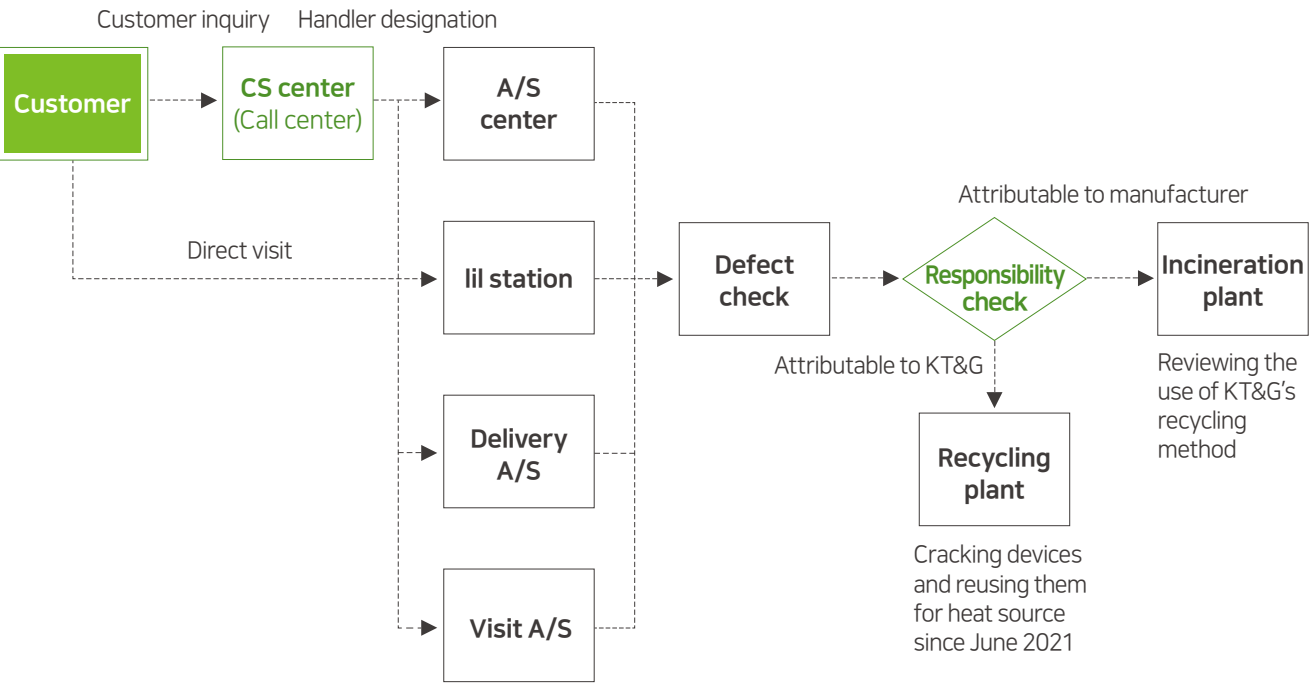 Customer inquiry
Handler designation
Customer
CS center
(Call center)
A/S
center
Direct visit
lil station
Delivery
A/S
Visit A/S
Defect
check
Responsibility
check
Attributable to manufacturer
Incineration
plant
Reviewing the
use of KT&G’s
recycling
method
Attributable to KT&G
Recycling
plant
Cracking devices
and reusing them
for heat source
since June 2021